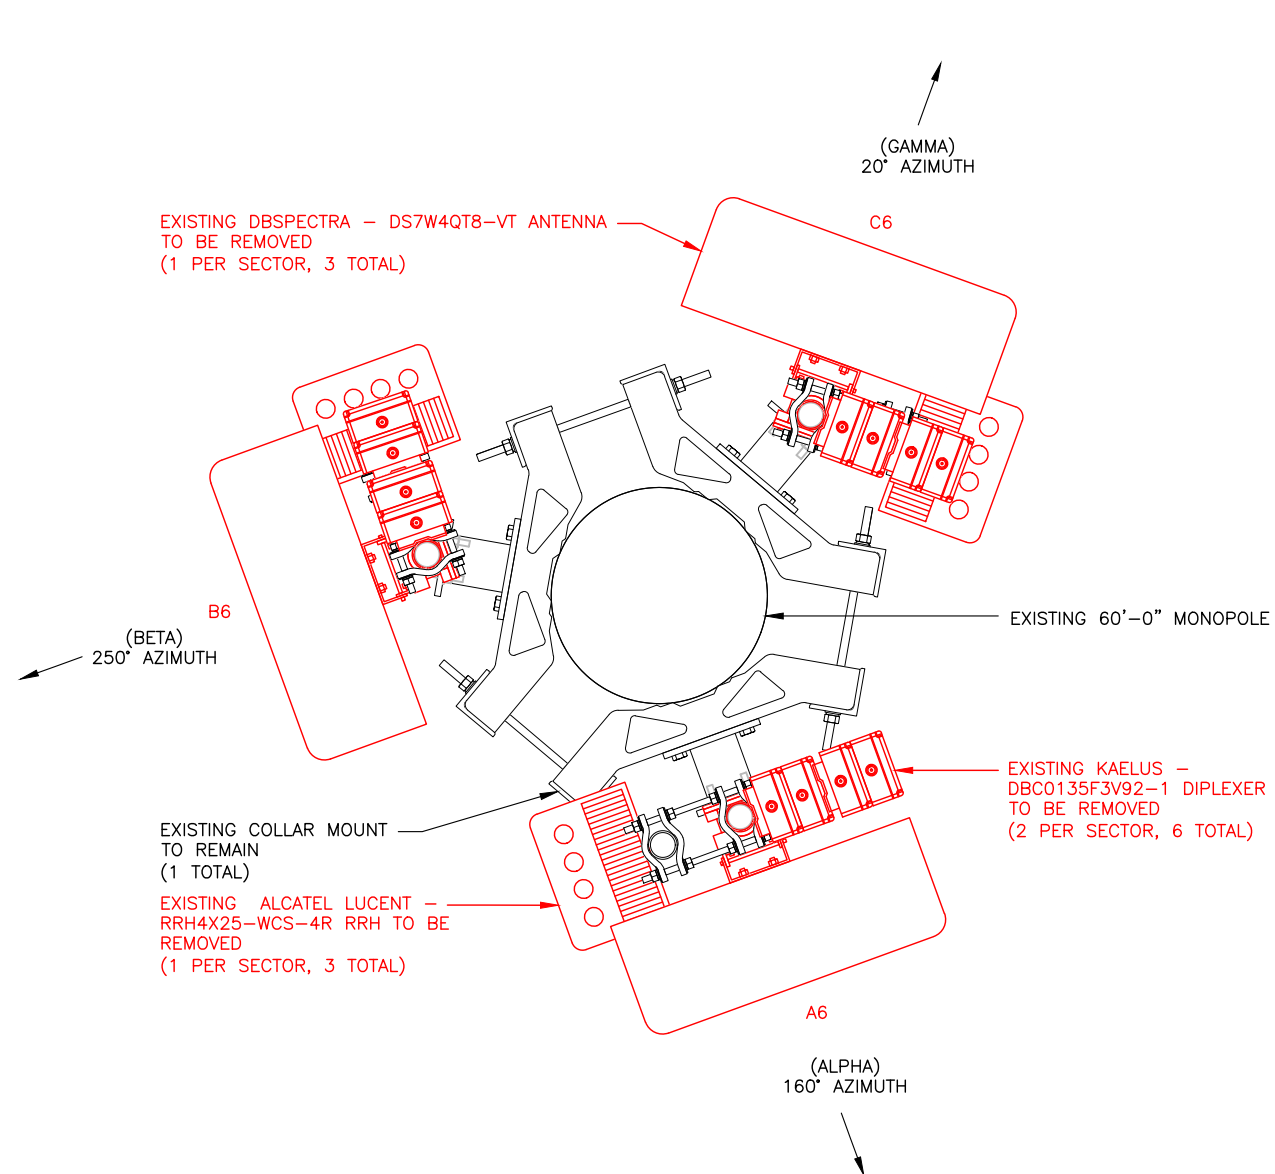 (GAMMA)
20° AZIMUTH
EXISTING DBSPECTRA - DS7W4QT8-VT ANTENNA
TO BE REMOVED
(1 PER SECTOR, 3 TOTAL)
C6
B6
(BETA)
250° AZIMUTH
EXISTING 60'-0" MONOPOLE
EXISTING KAELUS -
DBC0135F3V92-1 DIPLEXER
TO BE REMOVED
(2 PER SECTOR, 6 TOTAL)
EXISTING COLLAR MOUNT
TO REMAIN
(1 TOTAL)
EXISTING ALCATEL LUCENT -
RRH4X25-WCS-4R RRH TO BE
REMOVED
(1 PER SECTOR, 3 TOTAL)
A6
(ALPHA)
160° AZIMUTH